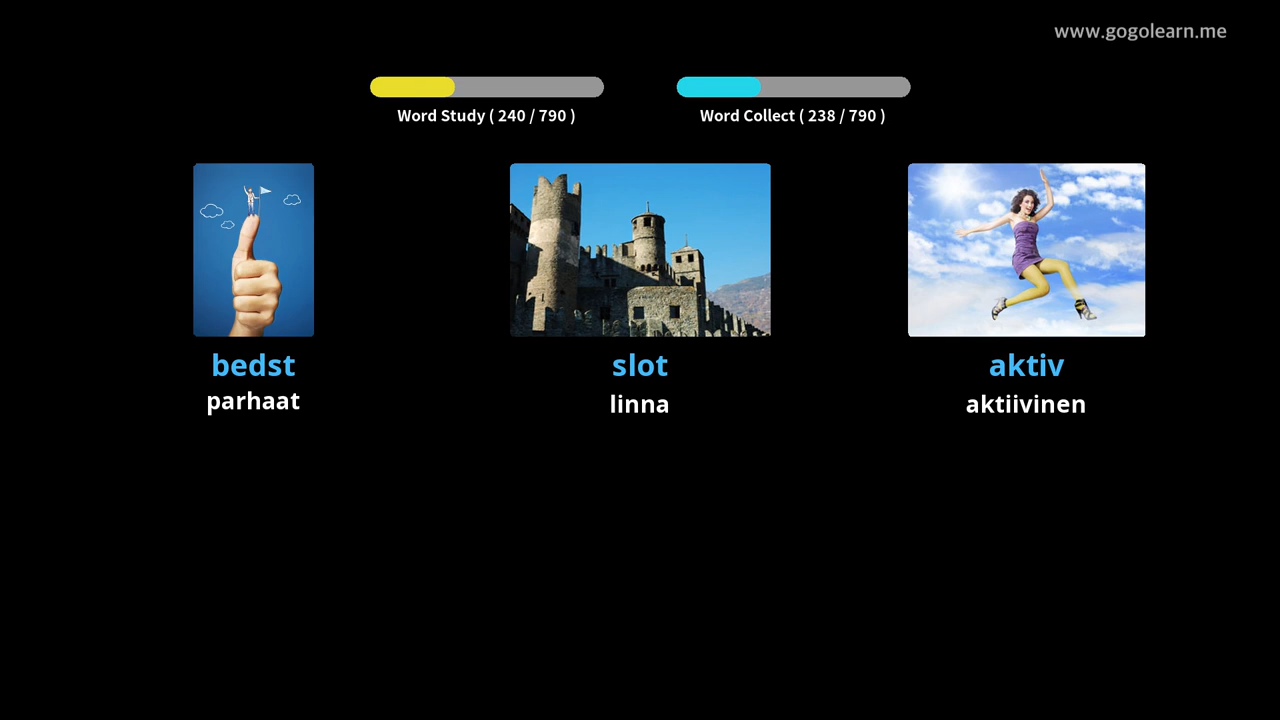 www.gogolearn.me
Word Study ( 240 / 790 )
Word Collect ( 238 / 790 )
bedst
parhaat
slot
linna
aktiv
aktiivinen